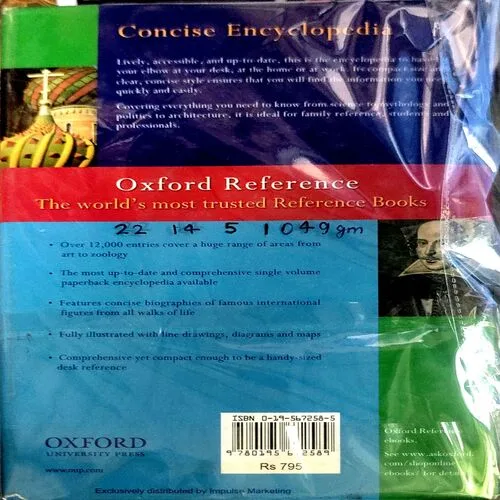 Concise Encyclopedia
Lively, accessible, and up-to-date, this is the encyclopedia to have
your elbow at your desk, at the home or at work. Its compact size
clear, concise style ensures that you will find the information you need
quickly and easily.
Covering everything you need to know from science to mythology and
politics to architecture, it is ideal for family reference, students and
professionals.
Oxford Reference
The world's most trusted Reference Books
22 14 5 1049gm
• Over 12,000 entries cover a huge range of areas from
art to zoology
• The most up-to-date and comprehensive single volume
paperback encyclopedia available
• Features concise biographies of famous international
figures from all walks of life
• Fully illustrated with line drawings, diagrams and maps
• Comprehensive yet compact enough to be a handy-sized
desk reference
ISBN 0-19-567258-5
9 780195 672589
Rs 795
OXFORD
UNIVERSITY PRESS
www.oup.com
Oxford Reference
ebooks.
See www.askoxford.
com/shoponline
ebooks/ for details
Exclusively distributed by Impulse Marketing